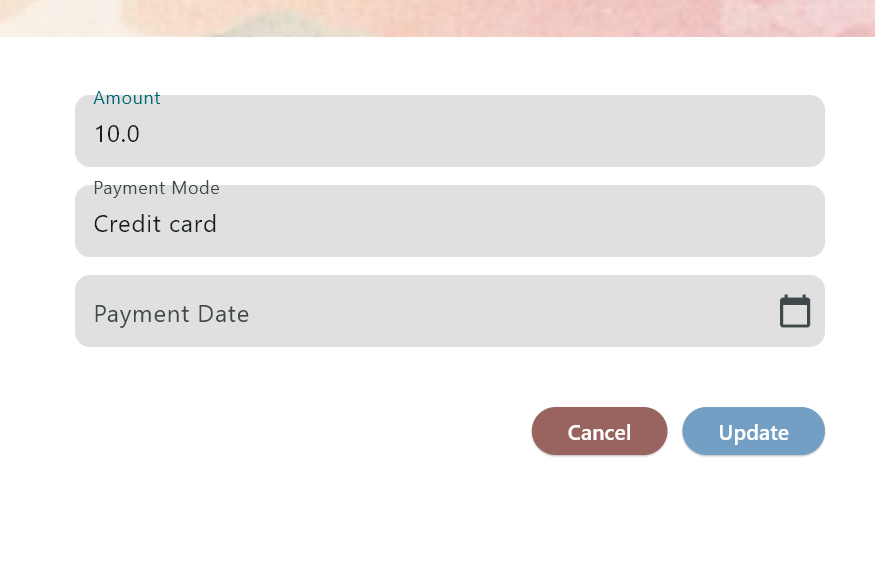 Amount
10.0
Payment Mode
Credit card
Payment Date
Cancel Update